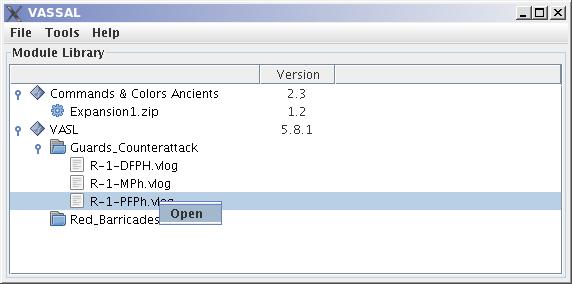 VASSAL
File Tools Help
Module Library
Version
Commands & Colors Ancients 2.3
Expansion1.zip 1.2
VASL 5.8.1
Guards_Counterattack
R-1-DFPH.vlog
R-1-MPh.vlog
R-1-PFPh.vlog
Open
Red_Barricades